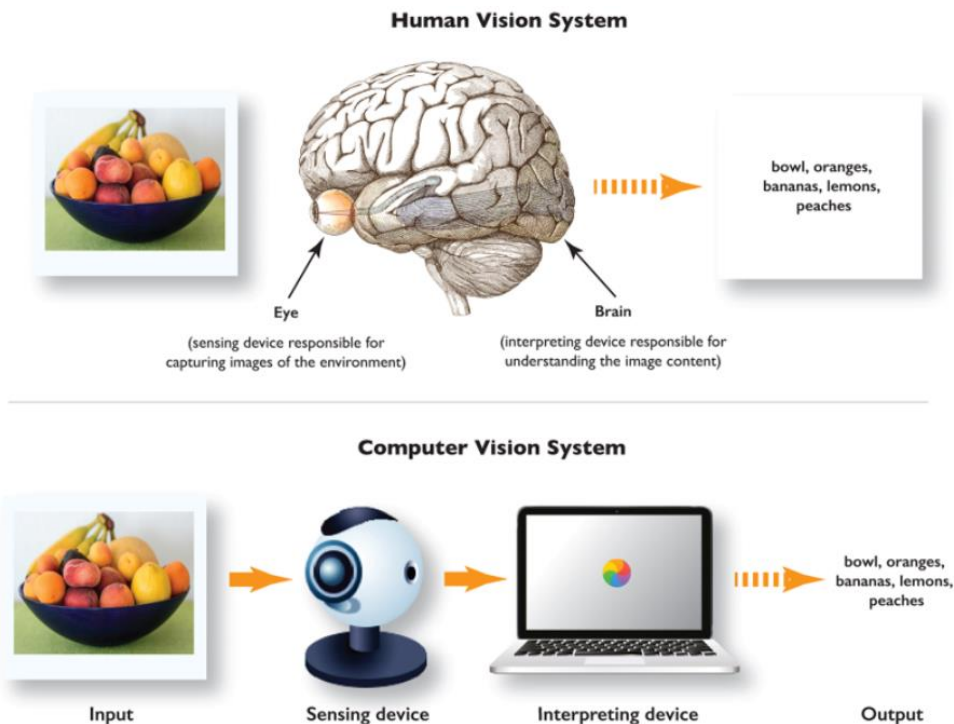 Human Vision System
bowl, oranges,
bananas, lemons,
peaches
Eye
(sensing device responsible for
capturing images of the environment)
Brain
(interpreting device responsible for
understanding the image content)
Computer Vision System
bowl, oranges,
bananas, lemons,
peaches
Input
Sensing device
Interpreting device
Output